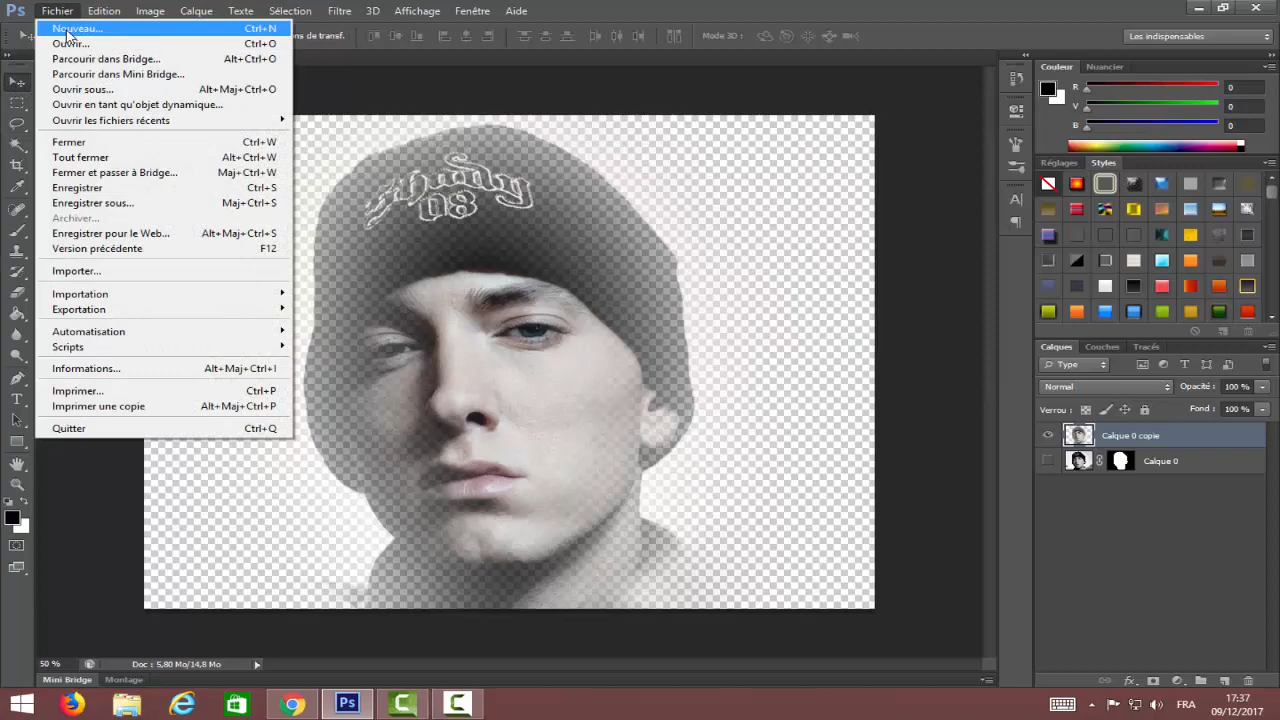 Ps Fichier Edition Image Calque Texte Sélection Filtre 3D Affichage Fenêtre Aide
Nouveau... Ctrl+N
ns de transf. Mode 3D : Les indispensables
Ouvrir... Ctrl+O
Parcourir dans Bridge... Alt+Ctrl+O
Parcourir dans Mini Bridge...
Ouvrir sous... Alt+Maj+Ctrl+O
Ouvrir en tant qu'objet dynamique...
Ouvrir les fichiers récents
Fermer Ctrl+W
Tout fermer Alt+Ctrl+W
Fermer et passer à Bridge... Maj+Ctrl+W
Enregistrer Ctrl+S
Enregistrer sous... Maj+Ctrl+S
Archiver...
Enregistrer pour le Web... Alt+Maj+Ctrl+S
Version précédente F12
Importer...
Importation
Exportation
Automatisation
Scripts
Informations... Alt+Maj+Ctrl+I
Imprimer... Ctrl+P
Imprimer une copie Alt+Maj+Ctrl+P
Quitter Ctrl+Q
08
Couleur Nuancier
R 0
V 0
B 0
Réglages Styles
Calques Couches Tracés
Type
Normal Opacité : 100 %
Verrou : Fond : 100 %
Calque 0 copie
Calque 0
50 % Doc : 5,80 Mo/14,8 Mo
Mini Bridge Montage
Ps FRA 17:37
09/12/2017